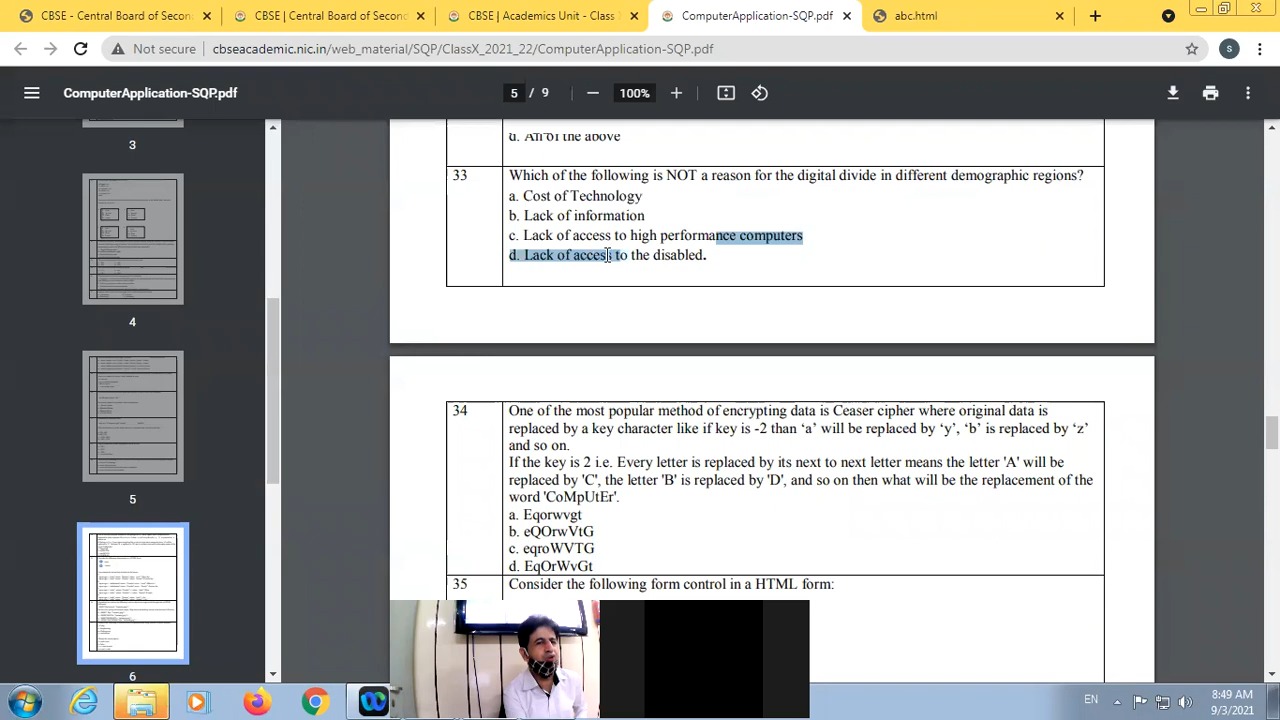 CBSE - Central Board of Secon
CBSE | Central Board of Second
CBSE | Academics Unit - Class
ComputerApplication-SQP.pdf
abc.html
Not secure
cbseacademic.nic.in/web_material/SQP/ClassX_2021_22/ComputerApplication-SQP.pdf
S
ComputerApplication-SQP.pdf
5 / 9
100%
3
4
5
6
d. All of the above
33
Which of the following is NOT a reason for the digital divide in different demographic regions?
a. Cost of Technology
b. Lack of information
c. Lack of access to high performance computers
d. Lack of access to the disabled.
34
One of the most popular method of encrypting data is Ceaser cipher where original data is
replaced by a key character like if key is -2 than ‘a’ will be replaced by ‘y’, ‘b’ is replaced by ‘z’
and so on.
If the key is 2 i.e. Every letter is replaced by its next to next letter means the letter 'A' will be
replaced by 'C', the letter 'B' is replaced by 'D', and so on then what will be the replacement of the
word 'CoMpUtEr'.
a. Eqorwvgt
b. eQOrwVtG
c. eqOoWVTG
d. EqOrWvGt
35
Consider the following form control in a HTML form:
EN
8:49 AM
9/3/2021